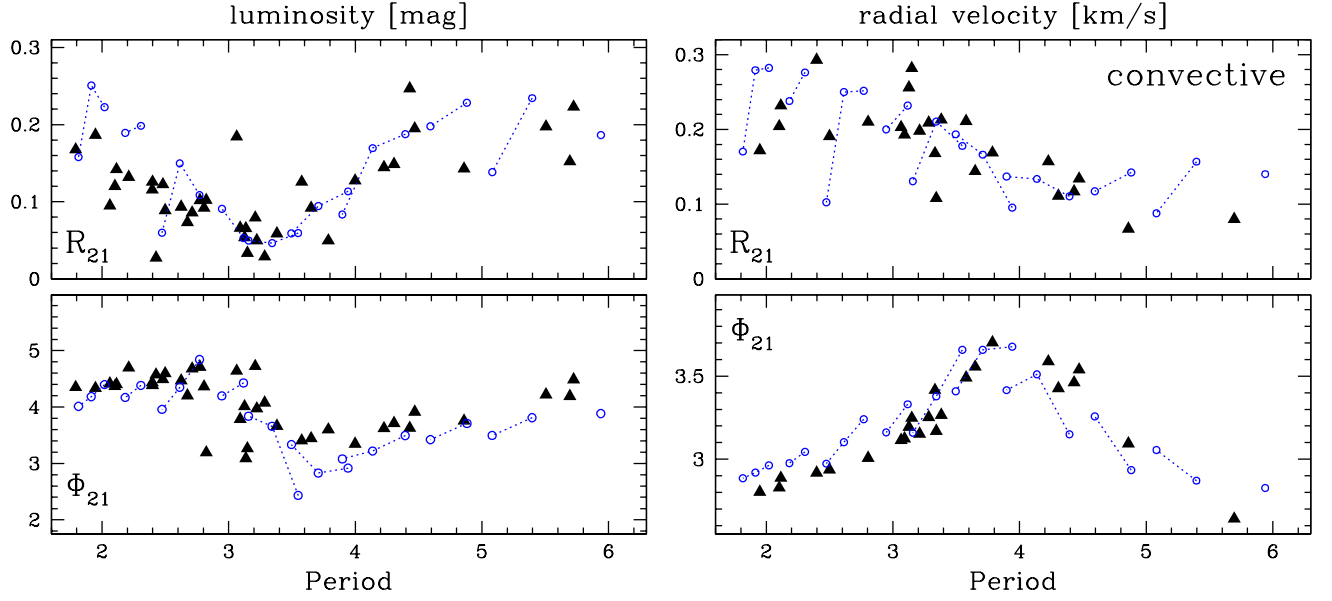 luminosity [mag]
radial velocity [km/s]
0.3
0.2
0.1
0
R21
0.3
0.2
0.1
0
convective
R21
5
4
3
2
Φ21
3.5
3
Φ21
2 3 4 5 6
2 3 4 5 6
Period
Period